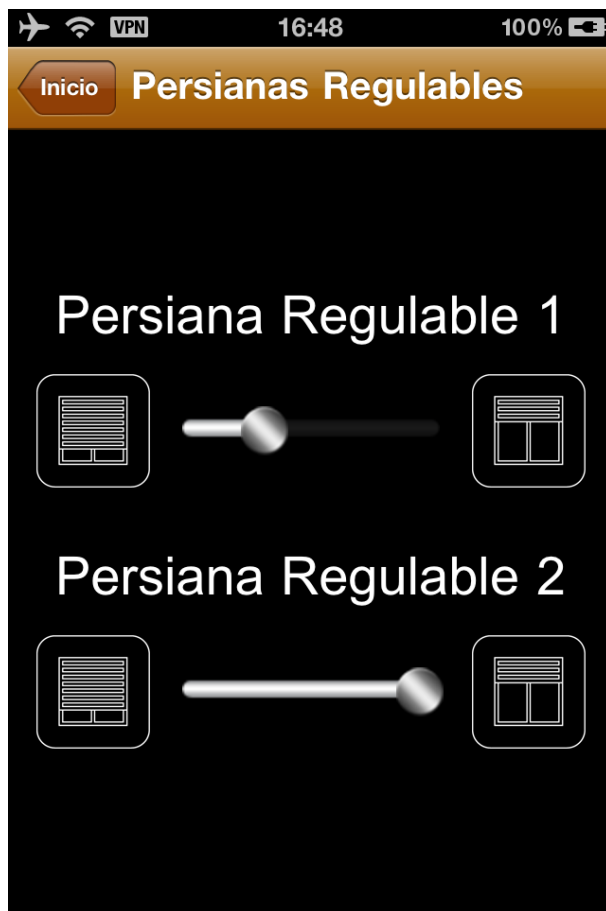 VPN 16:48 100%
Inicio Persianas Regulables
Persiana Regulable 1
Persiana Regulable 2